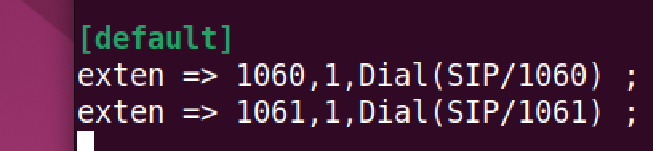 [default]
exten => 1060,1,Dial(SIP/1060) ;
exten => 1061,1,Dial(SIP/1061) ;